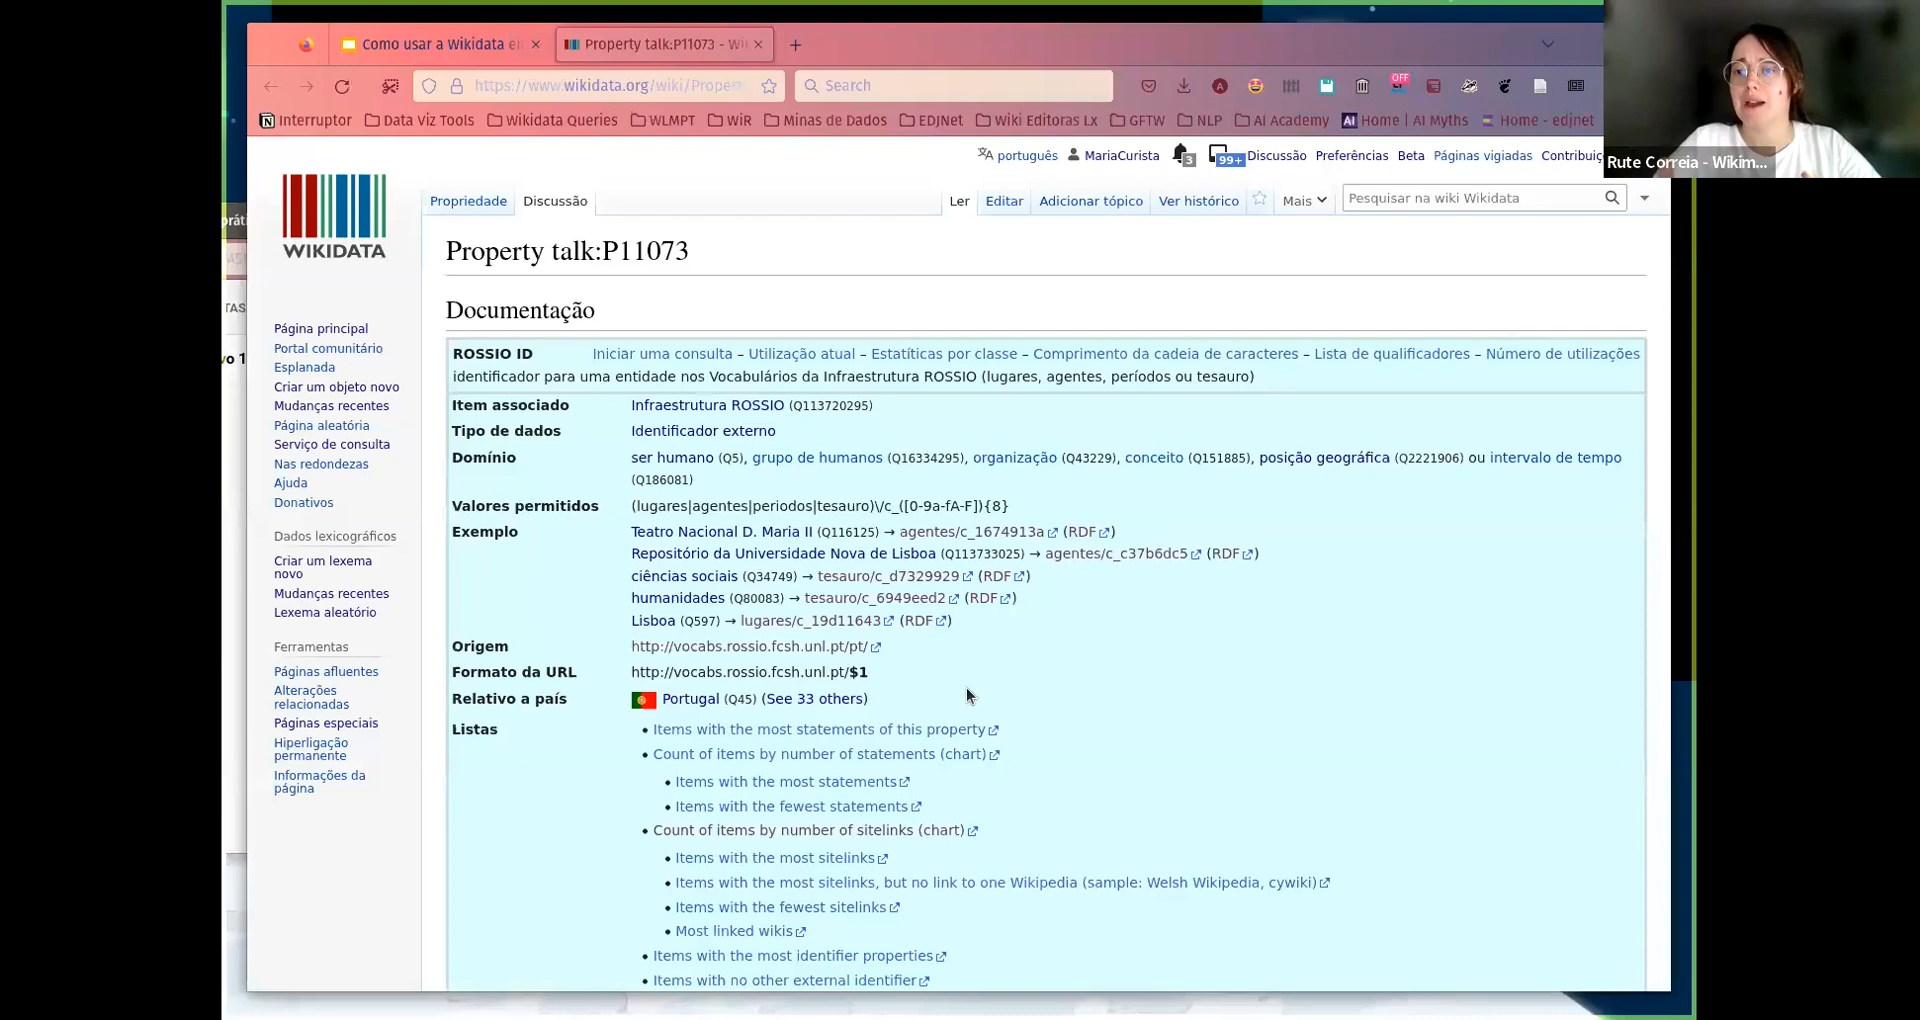 Como usar a Wikidata e
Property talk:P11073 - Wi
https://www.wikidata.org/wiki/Proper
Search
OFF
Interruptor Data Viz Tools Wikidata Queries WLMPT WiR Minas de Dados EDJNet Wiki Editoras Lx GFTW NLP AI Academy AI Home | AI Myths Home - edjnet
Rute Correia - Wikim...
português MariaCurista 3 99+ Discussão Preferências Beta Páginas vigiadas Contribuiç
Propriedade Discussão Ler Editar Adicionar tópico Ver histórico Mais Pesquisar na wiki Wikidata
WIKIDATA
Página principal
Portal comunitário
Esplanada
Criar um objeto novo
Mudanças recentes
Página aleatória
Serviço de consulta
Nas redondezas
Ajuda
Donativos
Dados lexicográficos
Criar um lexema
novo
Mudanças recentes
Lexema aleatório
Ferramentas
Páginas afluentes
Alterações
relacionadas
Páginas especiais
Hiperligação
permanente
Informações da
página
Property talk:P11073
Documentação
ROSSIO ID Iniciar uma consulta – Utilização atual – Estatíticas por classe – Comprimento da cadeia de caracteres – Lista de qualificadores – Número de utilizações
identificador para uma entidade nos Vocabulários da Infraestrutura ROSSIO (lugares, agentes, períodos ou tesauro)
Item associado Infraestrutura ROSSIO (Q113720295)
Tipo de dados Identificador externo
Domínio ser humano (Q5), grupo de humanos (Q16334295), organização (Q43229), conceito (Q151885), posição geográfica (Q2221906) ou intervalo de tempo
(Q186081)
Valores permitidos (lugares|agentes|periodos|tesauro)\/c_([0-9a-fA-F]){8}
Exemplo Teatro Nacional D. Maria II (Q116125) → agentes/c_1674913a (RDF)
Repositório da Universidade Nova de Lisboa (Q113733025) → agentes/c_c37b6dc5 (RDF)
ciências sociais (Q34749) → tesauro/c_d7329929 (RDF)
humanidades (Q80083) → tesauro/c_6949eed2 (RDF)
Lisboa (Q597) → lugares/c_19d11643 (RDF)
Origem http://vocabs.rossio.fcsh.unl.pt/pt/
Formato da URL http://vocabs.rossio.fcsh.unl.pt/$1
Relativo a país Portugal (Q45) (See 33 others)
Listas • Items with the most statements of this property
• Count of items by number of statements (chart)
• Items with the most statements
• Items with the fewest statements
• Count of items by number of sitelinks (chart)
• Items with the most sitelinks
• Items with the most sitelinks, but no link to one Wikipedia (sample: Welsh Wikipedia, cywiki)
• Items with the fewest sitelinks
• Most linked wikis
• Items with the most identifier properties
• Items with no other external identifier